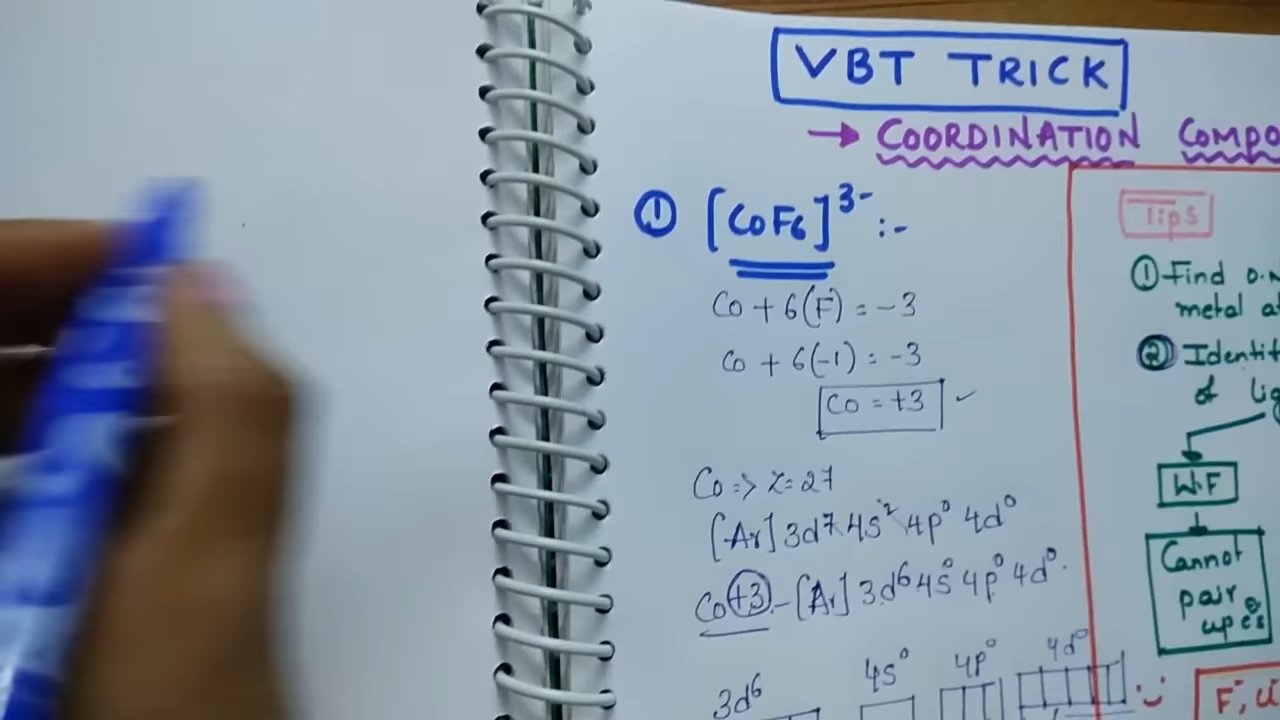 VBT TRICK
→ COORDINATION COMPO
① [CoF6]³⁻ :-
Co + 6(F⁻) = -3
Co + 6(-1) = -3
Co = +3 ✓
Co => Z=27
[Ar] 3d⁷ 4s² 4p⁰ 4d⁰
Co+3 - [Ar] 3d⁶ 4s⁰ 4p⁰ 4d⁰.
3d⁶ 4s⁰ 4p⁰ 4d⁰
Tips
① Find O.N
metal
② Identif
of lig
W.F
Cannot
pair
up e⁻s
F⁻,